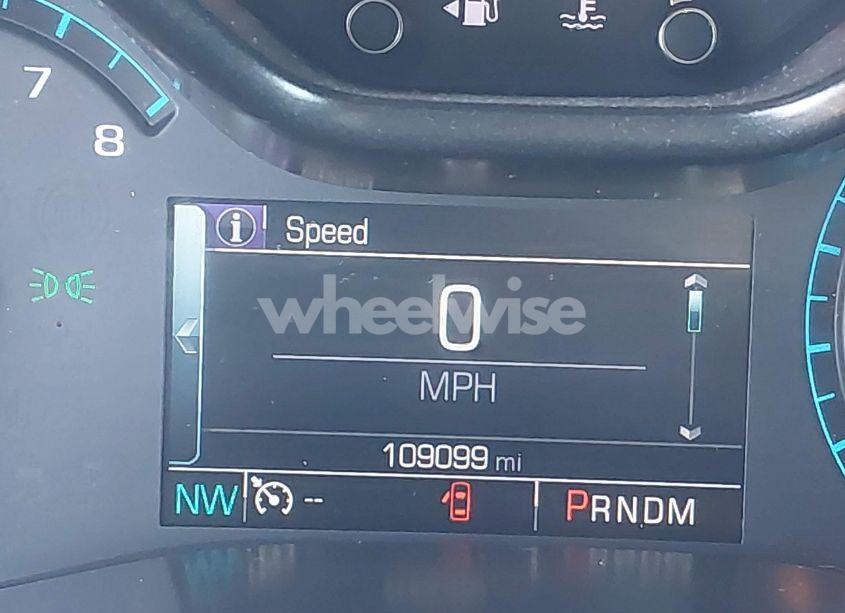 7
8
Speed
0
wheelwise
MPH
109099 mi
NW -- PRNDM